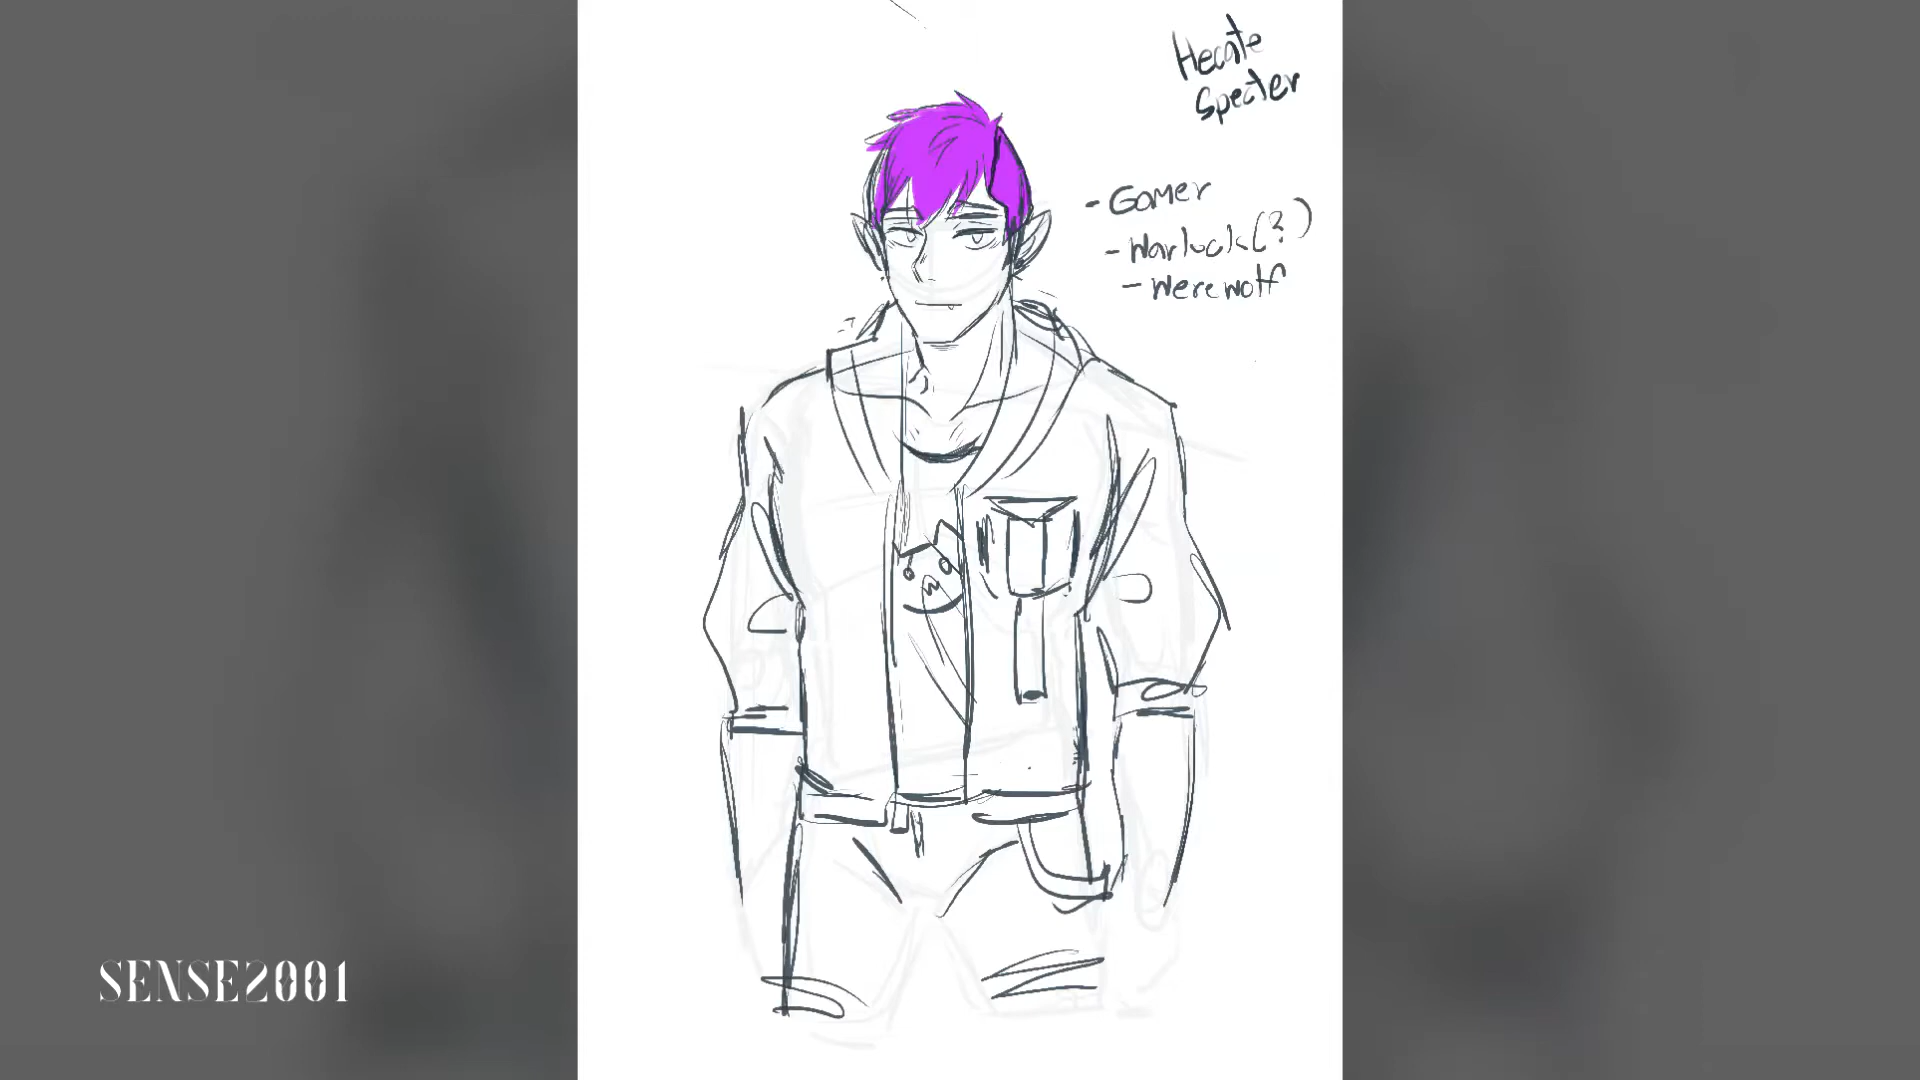 Hecate
Specter
- Gamer
- Warlock(?)
- Werewolf
SENSE2001